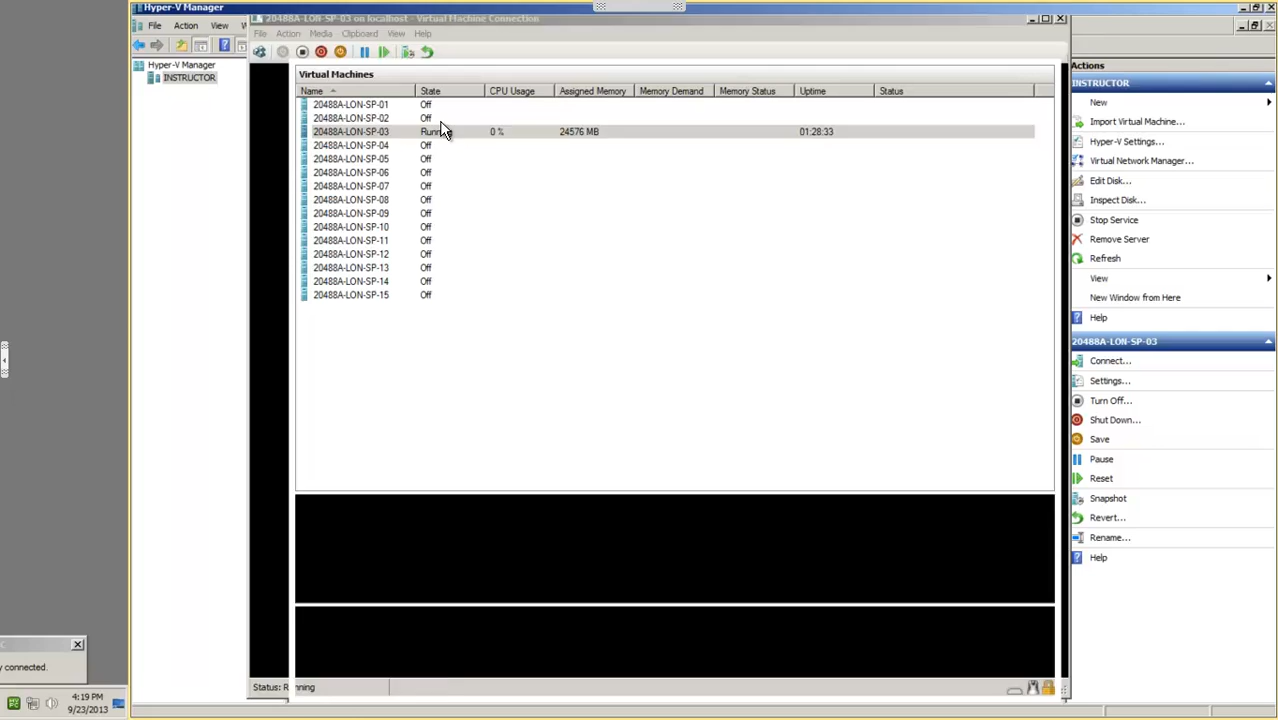 Hyper-V Manager
20488A-LON-SP-03 on localhost - Virtual Machine Connection
File Action View
File Action Media Clipboard View Help
Hyper-V Manager
INSTRUCTOR
Virtual Machines
Name State CPU Usage Assigned Memory Memory Demand Memory Status Uptime Status
20488A-LON-SP-01 Off
20488A-LON-SP-02 Off
20488A-LON-SP-03 Running 0 % 24576 MB 01:28:33
20488A-LON-SP-04 Off
20488A-LON-SP-05 Off
20488A-LON-SP-06 Off
20488A-LON-SP-07 Off
20488A-LON-SP-08 Off
20488A-LON-SP-09 Off
20488A-LON-SP-10 Off
20488A-LON-SP-11 Off
20488A-LON-SP-12 Off
20488A-LON-SP-13 Off
20488A-LON-SP-14 Off
20488A-LON-SP-15 Off
Actions
INSTRUCTOR
New
Import Virtual Machine...
Hyper-V Settings...
Virtual Network Manager...
Edit Disk...
Inspect Disk...
Stop Service
Remove Server
Refresh
View
New Window from Here
Help
20488A-LON-SP-03
Connect...
Settings...
Turn Off...
Shut Down...
Save
Pause
Reset
Snapshot
Revert...
Rename...
Help
Status: Running
y connected.
4:19 PM
9/23/2013